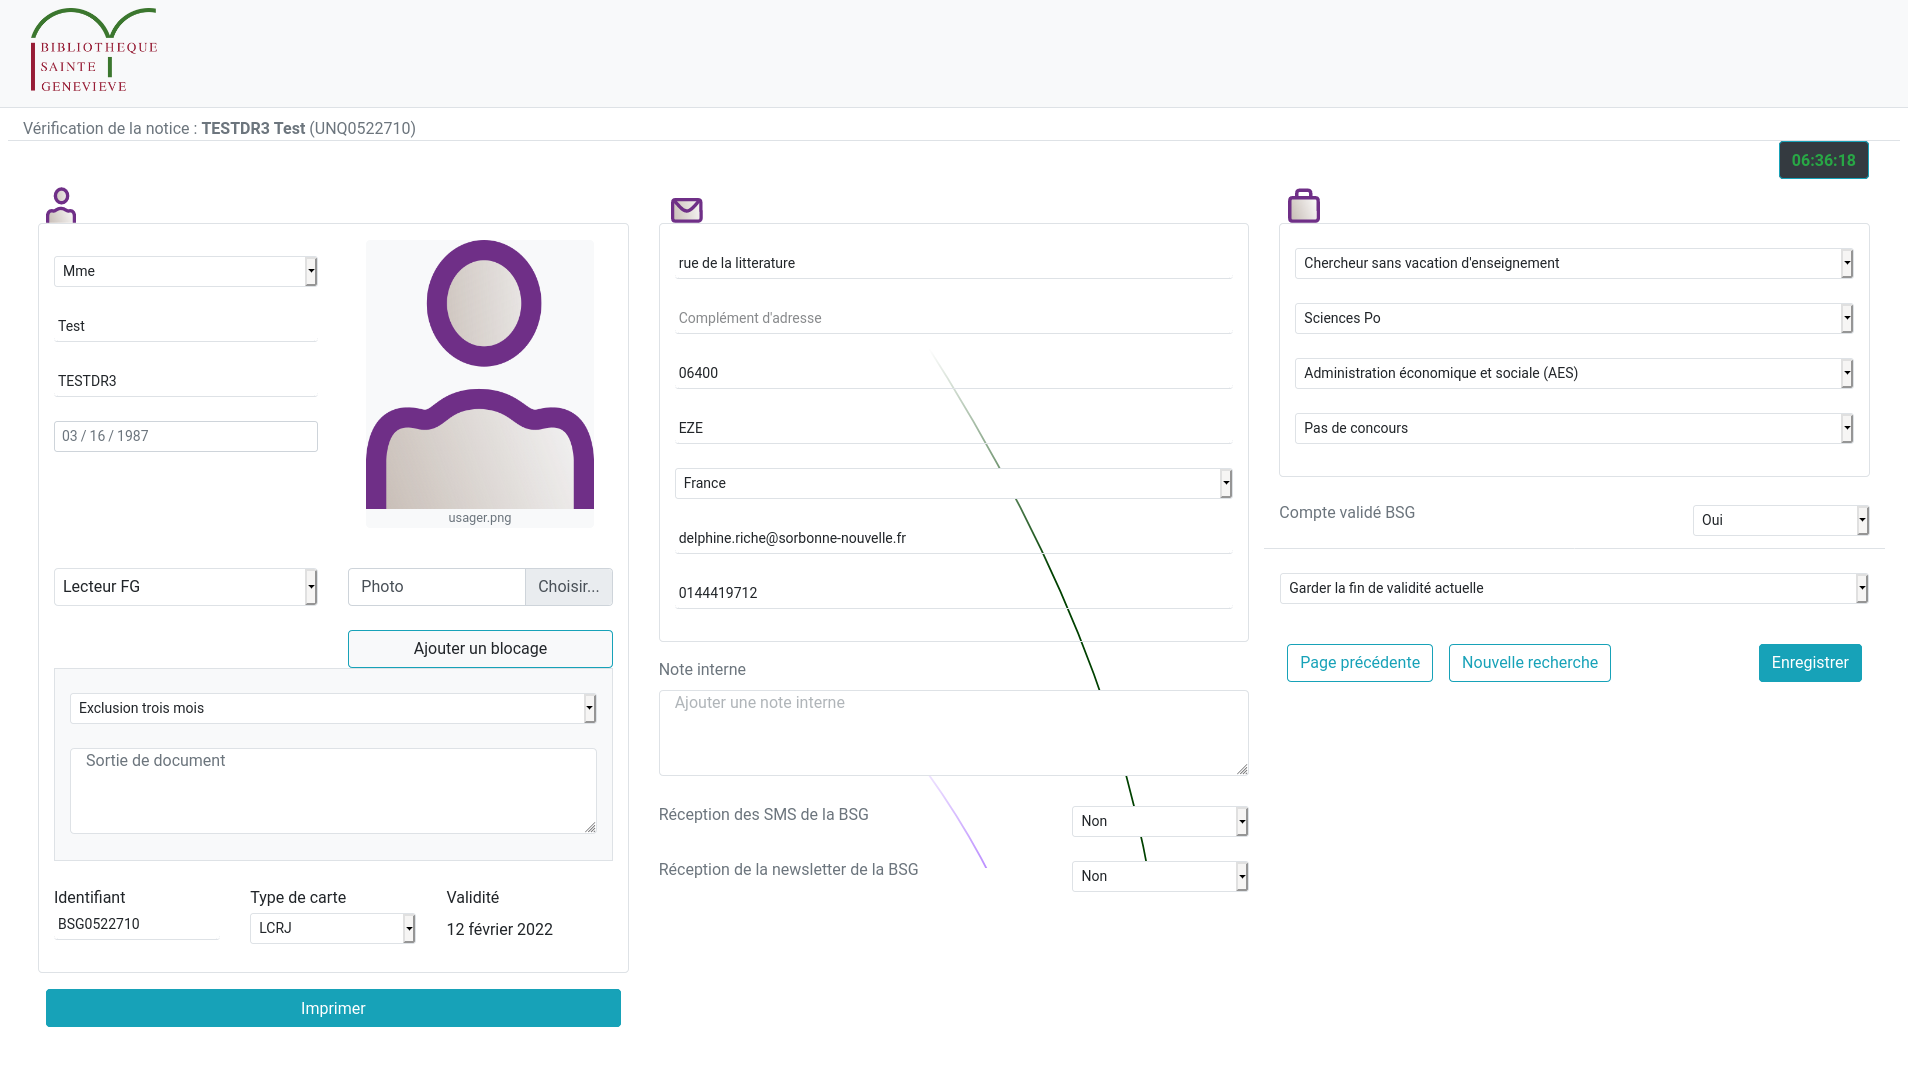 BIBLIOTHEQUE
SAINTE
GENEVIEVE
Vérification de la notice : TESTDR3 Test (UNQ0522710)
06:36:18
Mme
Test
TESTDR3
03 / 16 / 1987
usager.png
Lecteur FG
Photo Choisir...
Ajouter un blocage
Exclusion trois mois
Sortie de document
Identifiant Type de carte Validité
BSG0522710 LCRJ 12 février 2022
Imprimer
rue de la litterature
Complément d'adresse
06400
EZE
France
delphine.riche@sorbonne-nouvelle.fr
0144419712
Note interne
Ajouter une note interne
Réception des SMS de la BSG Non
Réception de la newsletter de la BSG Non
Chercheur sans vacation d'enseignement
Sciences Po
Administration économique et sociale (AES)
Pas de concours
Compte validé BSG Oui
Garder la fin de validité actuelle
Page précédente Nouvelle recherche Enregistrer